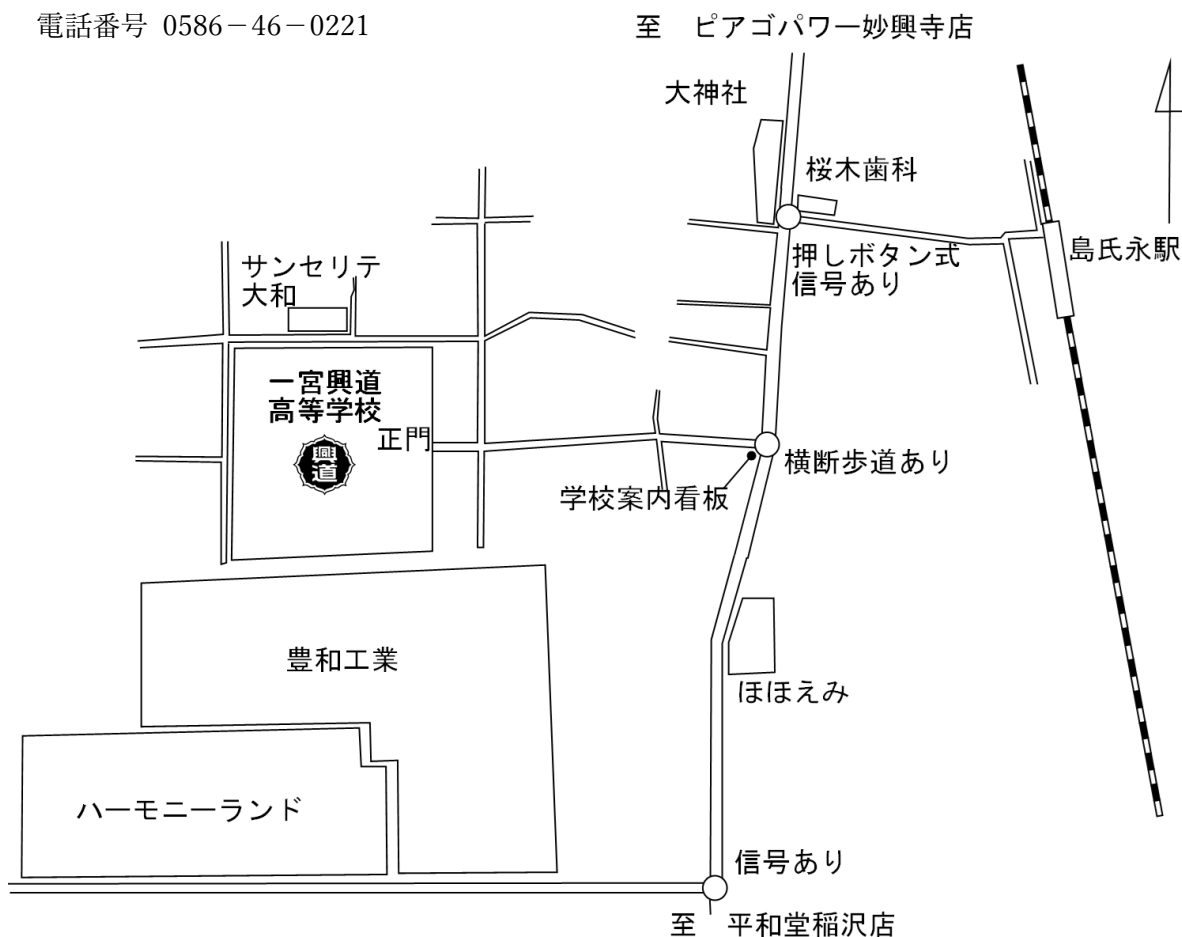 電話番号 0586-46-0221
至 ピアゴパワー妙興寺店
大神社
桜木歯科
島氏永駅
押しボタン式
信号あり
サンセリテ
大和
一宮興道
高等学校
正門
興道
横断歩道あり
学校案内看板
豊和工業
ほほえみ
ハーモニーランド
信号あり
至 平和堂稲沢店